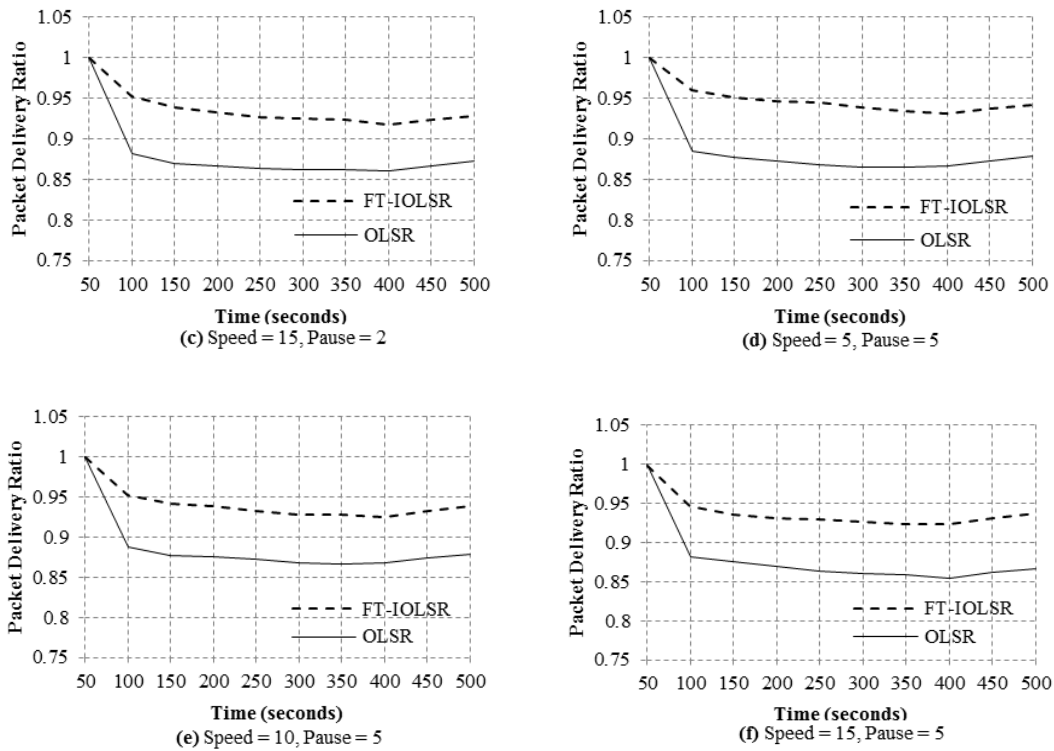 1.05
1
0.95
0.9
0.85
0.8
0.75
Packet Delivery Ratio
FT-IOLSR
OLSR
50 100 150 200 250 300 350 400 450 500
Time (seconds)
(c) Speed = 15, Pause = 2
1.05
1
0.95
0.9
0.85
0.8
0.75
Packet Delivery Ratio
FT-IOLSR
OLSR
50 100 150 200 250 300 350 400 450 500
Time (seconds)
(d) Speed = 5, Pause = 5
1.05
1
0.95
0.9
0.85
0.8
0.75
Packet Delivery Ratio
FT-IOLSR
OLSR
50 100 150 200 250 300 350 400 450 500
Time (seconds)
(e) Speed = 10, Pause = 5
1.05
1
0.95
0.9
0.85
0.8
0.75
Packet Delivery Ratio
FT-IOLSR
OLSR
50 100 150 200 250 300 350 400 450 500
Time (seconds)
(f) Speed = 15, Pause = 5